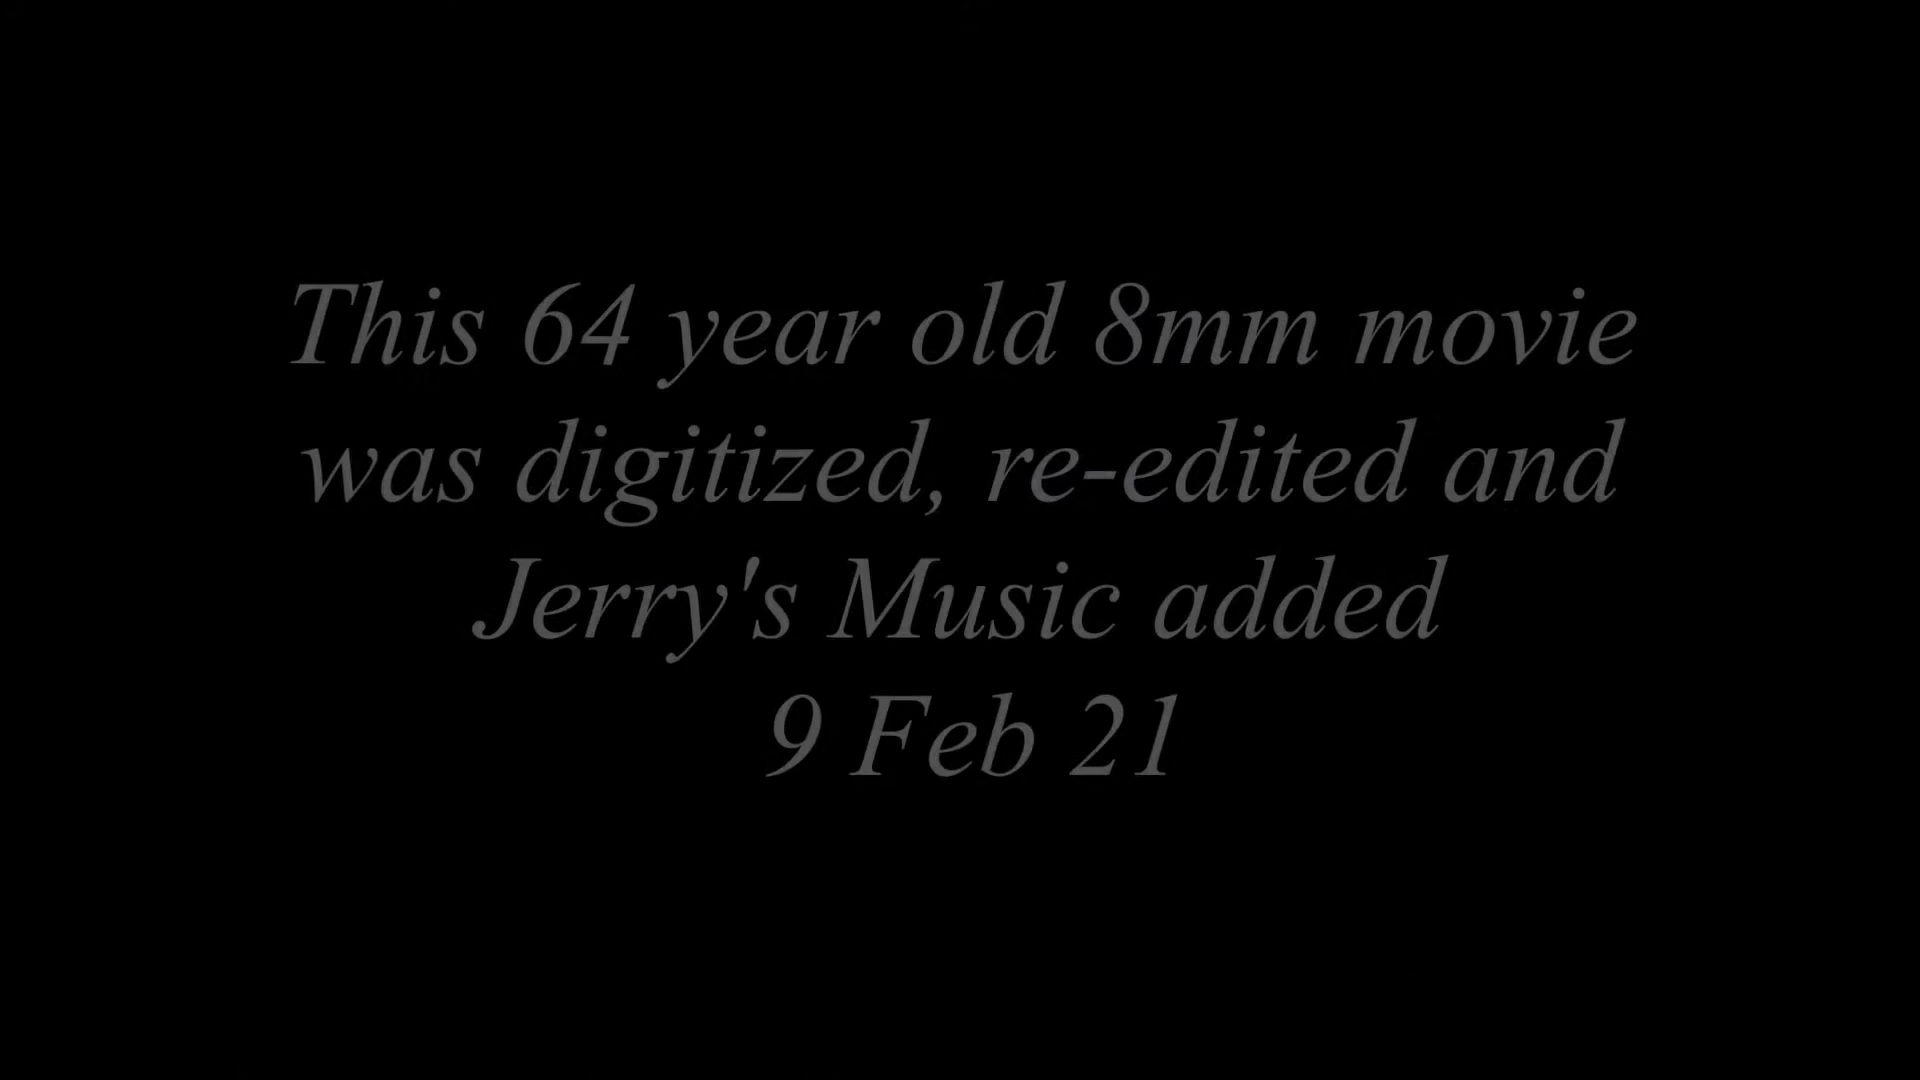 This 64 year old 8mm movie
was digitized, re-edited and
Jerry's Music added
9 Feb 21